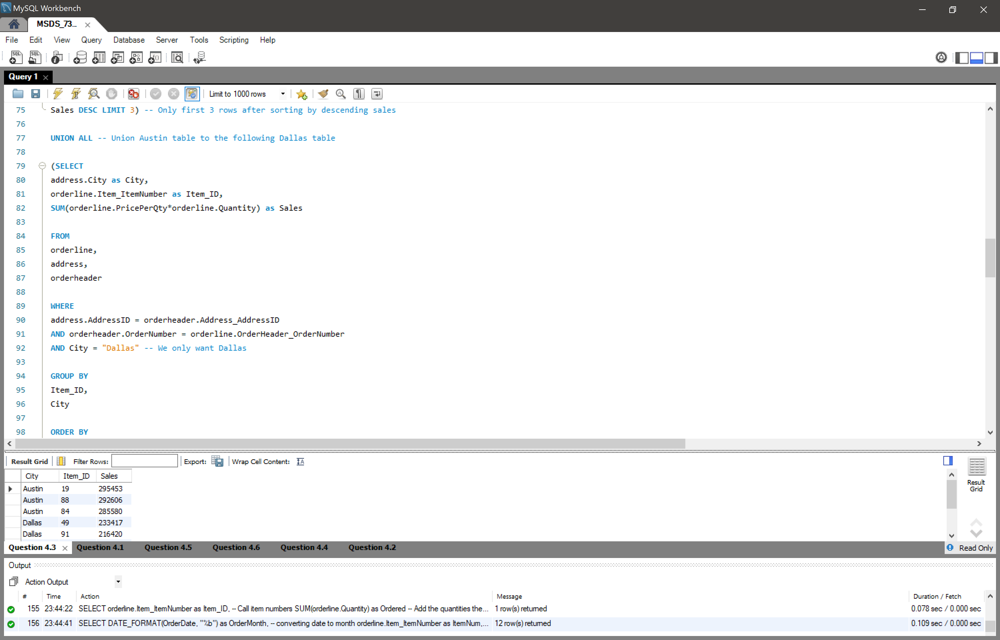 MySQL Workbench
MSDS_73...
File Edit View Query Database Server Tools Scripting Help
Query 1
Limit to 1000 rows
75 Sales DESC LIMIT 3) -- Only first 3 rows after sorting by descending sales
76
77 UNION ALL -- Union Austin table to the following Dallas table
78
79 (SELECT
80 address.City as City,
81 orderline.Item_ItemNumber as Item_ID,
82 SUM(orderline.PricePerQty*orderline.Quantity) as Sales
83
84 FROM
85 orderline,
86 address,
87 orderheader
88
89 WHERE
90 address.AddressID = orderheader.Address_AddressID
91 AND orderheader.OrderNumber = orderline.OrderHeader_OrderNumber
92 AND City = "Dallas" -- We only want Dallas
93
94 GROUP BY
95 Item_ID,
96 City
97
98 ORDER BY
Result Grid Filter Rows: Export: Wrap Cell Content:
City Item_ID Sales
Austin 19 295453
Austin 88 292606
Austin 84 285580
Dallas 49 233417
Dallas 91 216420
Result
Grid
Question 4.3 Question 4.1 Question 4.5 Question 4.6 Question 4.4 Question 4.2
Read Only
Output
Action Output
# Time Action Message Duration / Fetch
155 23:44:22 SELECT orderline.Item_ItemNumber as Item_ID, -- Call item numbers SUM(orderline.Quantity) as Ordered -- Add the quantities the... 1 row(s) returned 0.078 sec / 0.000 sec
156 23:44:41 SELECT DATE_FORMAT(OrderDate, "%b") as OrderMonth, -- converting date to month orderline.Item_ItemNumber as ItemNum,... 12 row(s) returned 0.109 sec / 0.000 sec